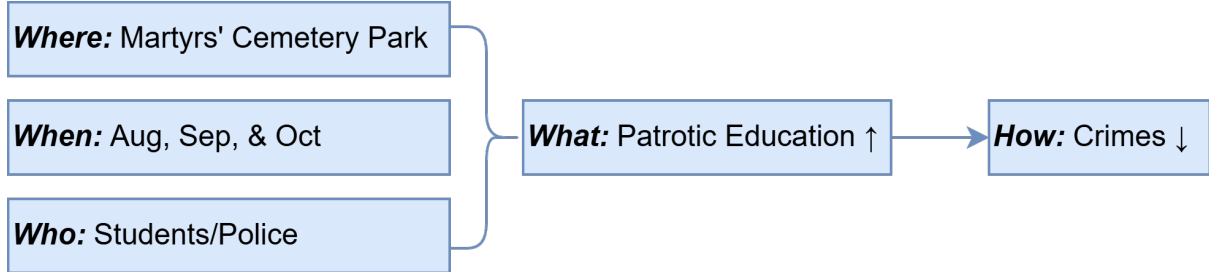 Where: Martyrs' Cemetery Park
When: Aug, Sep, & Oct
Who: Students/Police
What: Patrotic Education ↑
How: Crimes ↓